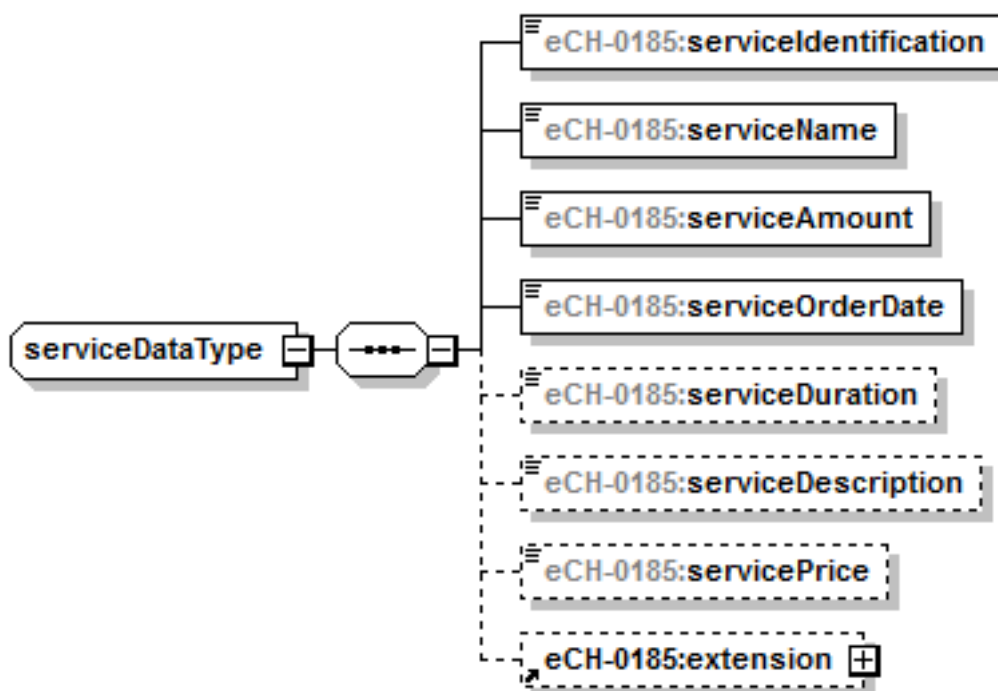 eCH-0185:serviceIdentification
eCH-0185:serviceName
eCH-0185:serviceAmount
eCH-0185:serviceOrderDate
serviceDataType
eCH-0185:serviceDuration
eCH-0185:serviceDescription
eCH-0185:servicePrice
eCH-0185:extension